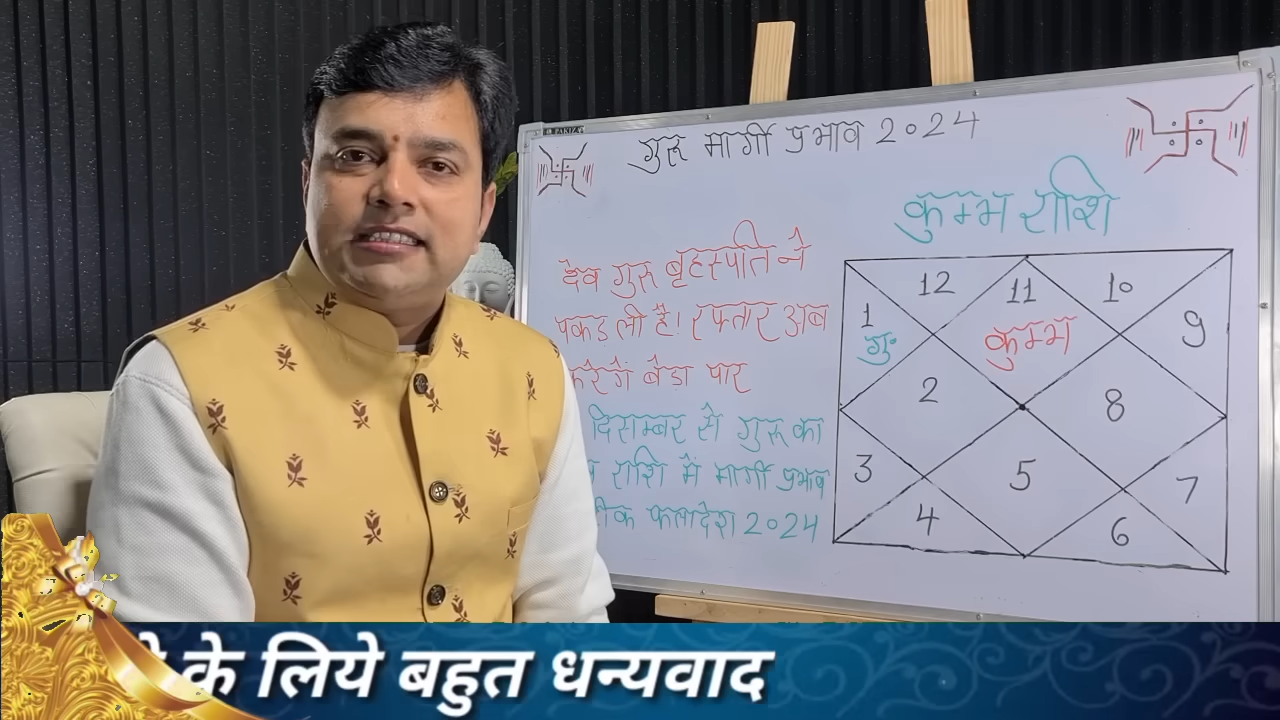 PAKIZA
गुरू मार्गी प्रभाव 2024
कुम्भ राशि
देव गुरू बृहस्पति ने
पकड ली है। रफ्तार अब
करेगें बेडा पार
दिसम्बर से गुरू का
राशि में मार्गी प्रभाव
फलादेश 2024
12 11 10
1 9
गु॰ कुम्भ
2 8
3 5 7
4 6
के लिये बहुत धन्यवाद